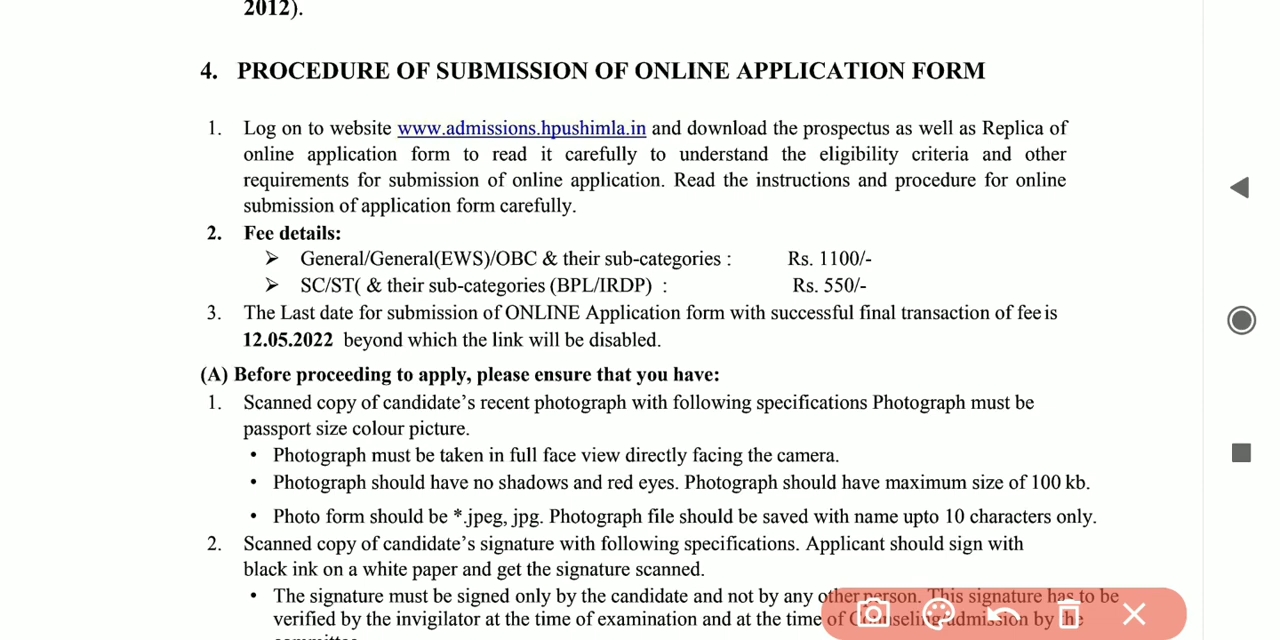 2012).
4. PROCEDURE OF SUBMISSION OF ONLINE APPLICATION FORM
1. Log on to website www.admissions.hpushimla.in and download the prospectus as well as Replica of
online application form to read it carefully to understand the eligibility criteria and other
requirements for submission of online application. Read the instructions and procedure for online
submission of application form carefully.
2. Fee details:
➢ General/General(EWS)/OBC & their sub-categories : Rs. 1100/-
➢ SC/ST( & their sub-categories (BPL/IRDP) : Rs. 550/-
3. The Last date for submission of ONLINE Application form with successful final transaction of fee is
12.05.2022 beyond which the link will be disabled.
(A) Before proceeding to apply, please ensure that you have:
1. Scanned copy of candidate’s recent photograph with following specifications Photograph must be
passport size colour picture.
• Photograph must be taken in full face view directly facing the camera.
• Photograph should have no shadows and red eyes. Photograph should have maximum size of 100 kb.
• Photo form should be *.jpeg, jpg. Photograph file should be saved with name upto 10 characters only.
2. Scanned copy of candidate’s signature with following specifications. Applicant should sign with
black ink on a white paper and get the signature scanned.
• The signature must be signed only by the candidate and not by any other person. This signature has to be
verified by the invigilator at the time of examination and at the time of Counseling/admission by the